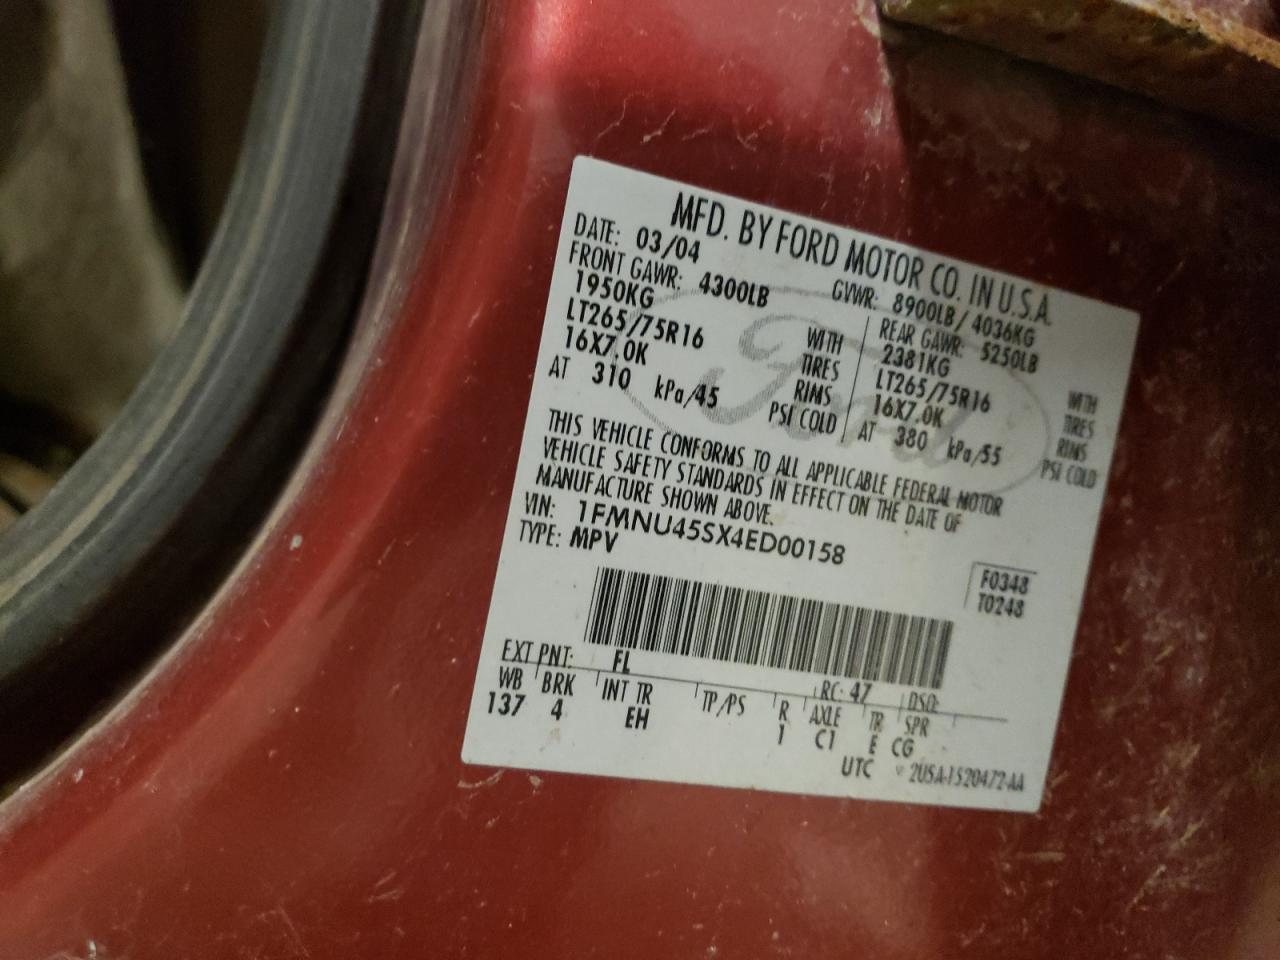 MFD. BY FORD MOTOR CO. IN U.S.A.
DATE: 03/04 GVWR: 8900LB/ 4036KG
FRONT GAWR: 4300LB REAR GAWR: 5250LB
1950KG WITH 2381KG WITH
LT265/75R16 TIRES LT265/75R16 TIRES
16X7.0K RIMS 16X7.0K RIMS
AT 310 kPa/45 PSI COLD AT 380 kPa/55 PSI COLD
THIS VEHICLE CONFORMS TO ALL APPLICABLE FEDERAL MOTOR
VEHICLE SAFETY STANDARDS IN EFFECT ON THE DATE OF
MANUFACTURE SHOWN ABOVE.
VIN: 1FMNU45SX4ED00158
TYPE: MPV
F0348
T0248
EXT PNT: FL RC: 47 DSO:
WB BRK INT TR TP/PS R AXLE TR SPR
137 4 EH 1 C1 E CG
UTC ▿ 2U5A-1520472-AA
Ford